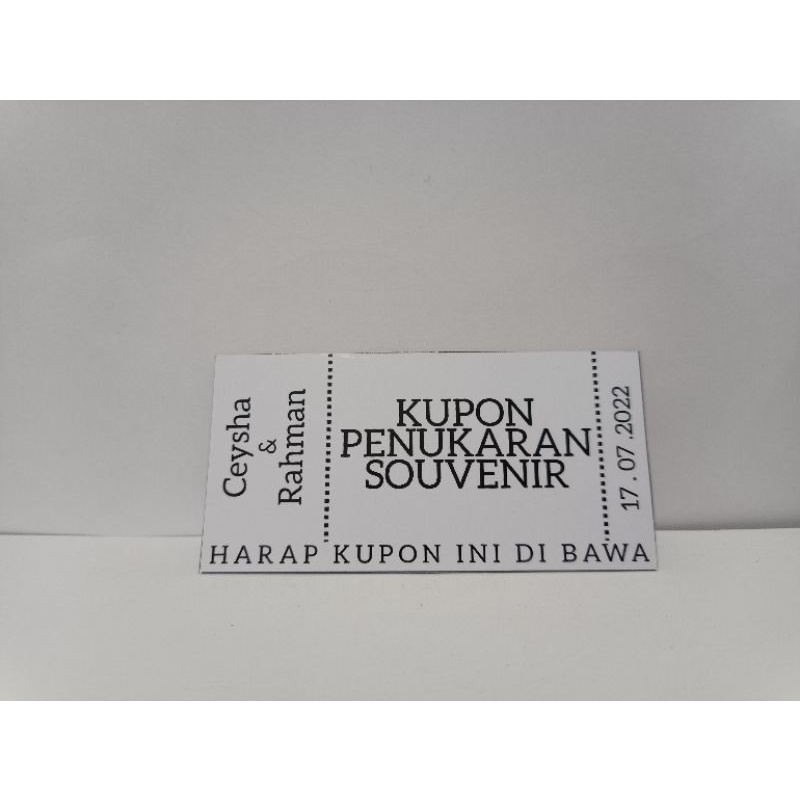 Ceysha
&
Rahman
KUPON
PENUKARAN
SOUVENIR
17.07.2022
HARAP KUPON INI DI BAWA